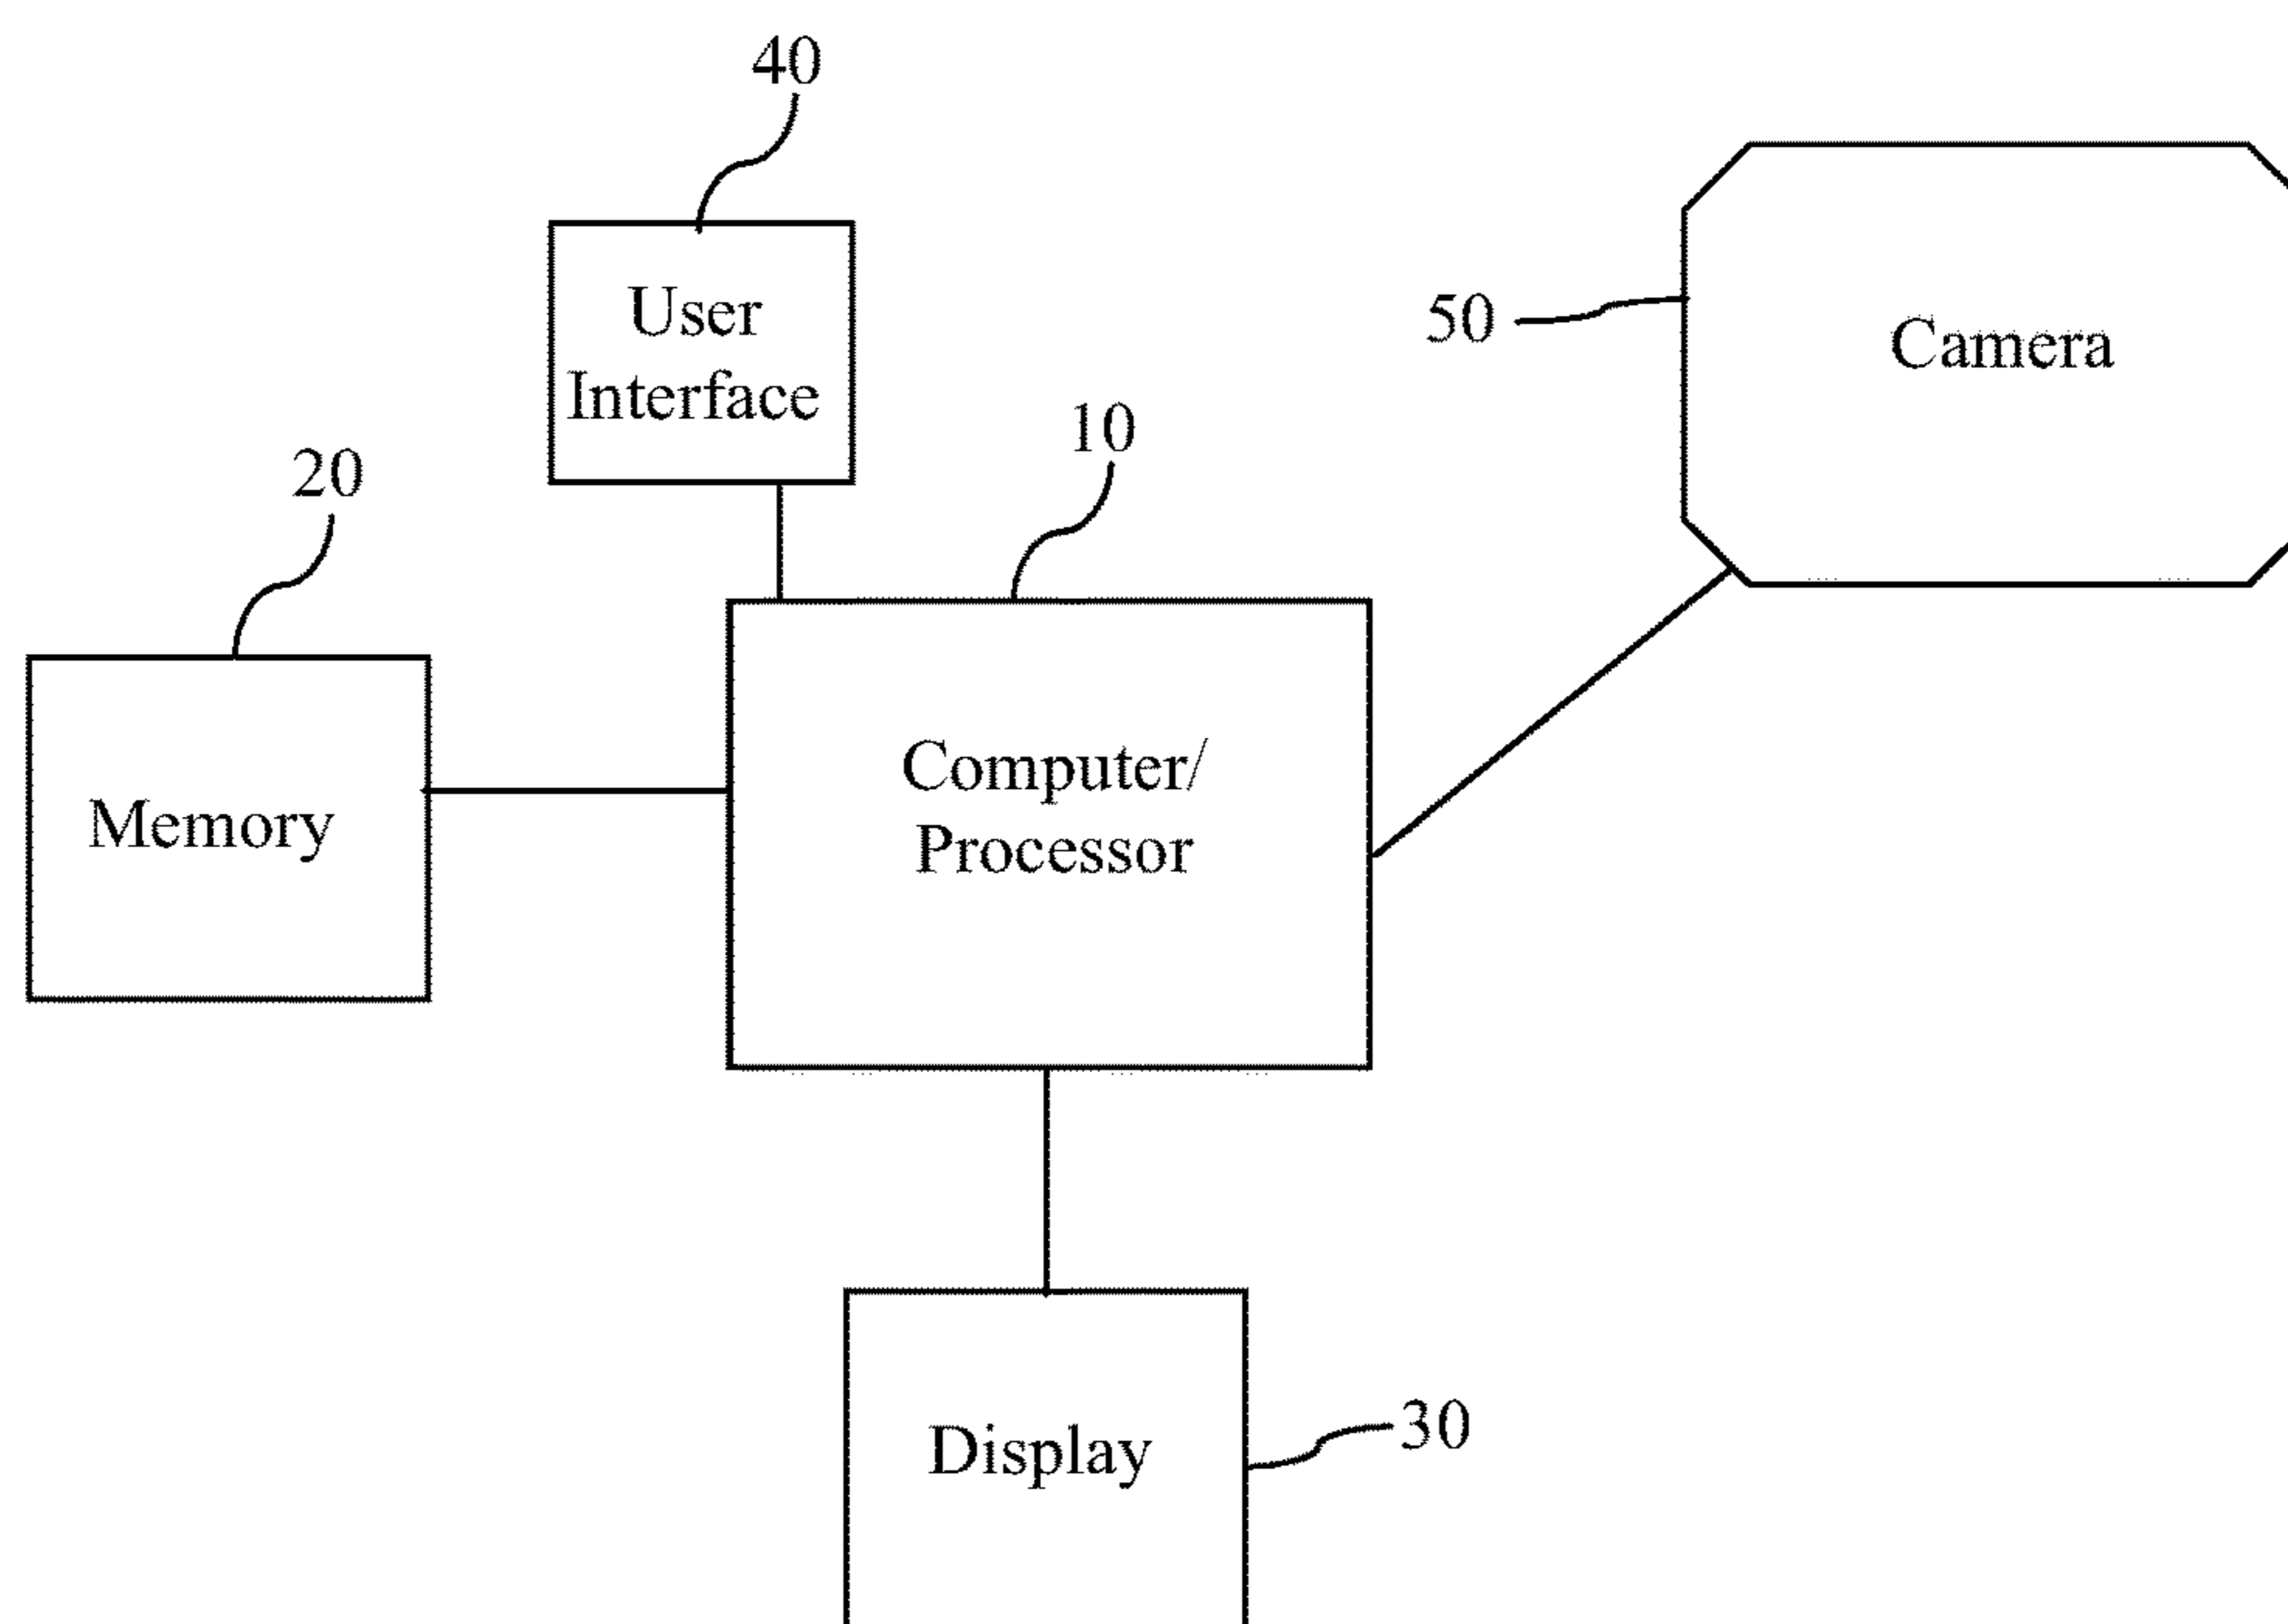 40
User
Interface
50
Camera
10
20
Computer/
Processor
Memory
Display
30